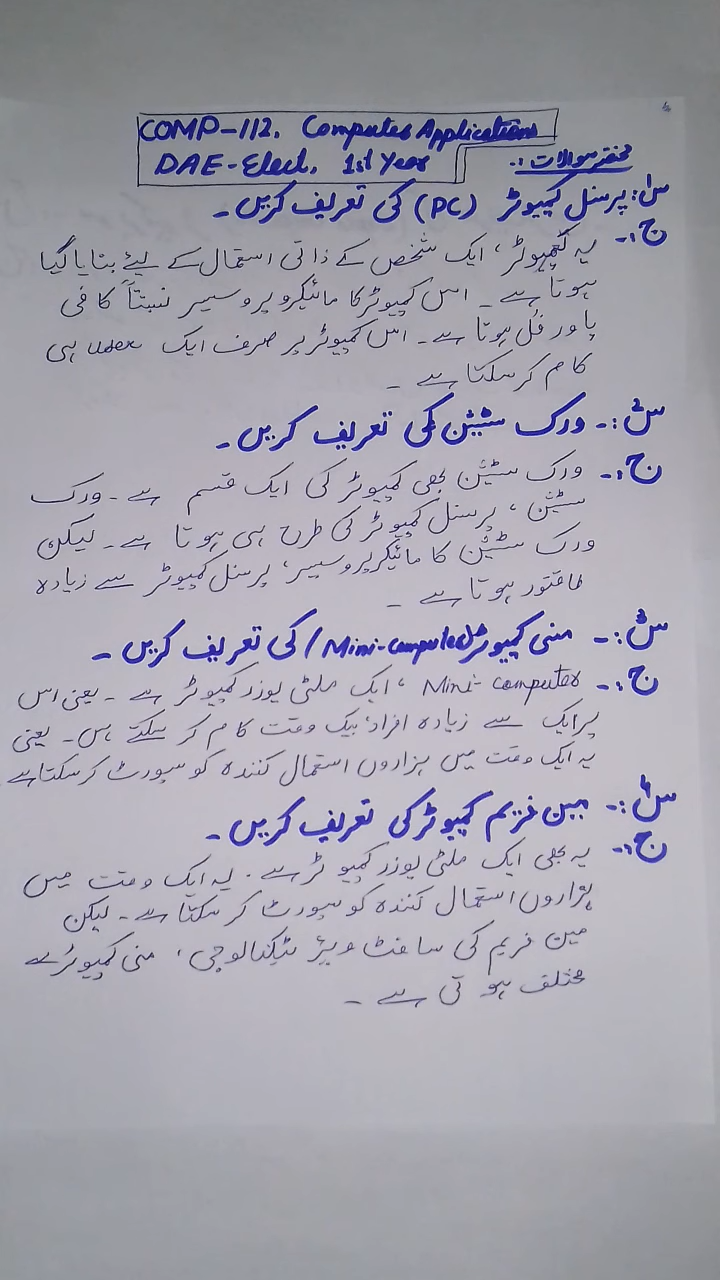 COMP-112. Computer Applications
DAE-Elect. 1st Year
مختصر سوالات :.
س1: پرسنل کمپیوٹر (PC) کی تعریف کریں ۔
ج:۔ یہ کمپیوٹر، ایک شخص کے ذاتی استعمال کے لیے بنایا گیا
ہوتا ہے ۔ اس کمپیوٹر کا مائیکرو پروسیسر نسبتاً کافی
پاور فُل ہوتا ہے ۔ اس کمپیوٹر پر صرف ایک user ہی
کام کر سکتا ہے ۔
س2:۔ ورک سٹیشن کی تعریف کریں ۔
ج:۔ ورک سٹیشن بھی کمپیوٹر کی ایک قسم ہے ۔ ورک
سٹیشن ، پرسنل کمپیوٹر کی طرح ہی ہوتا ہے ۔ لیکن
ورک سٹیشن کا مائیکرپروسیسر، پرسنل کمپیوٹر سے زیادہ
طاقتور ہوتا ہے ۔
س3:۔ منی کمپیوٹر (Mini-computer) کی تعریف کریں ۔
ج:۔ Mini-computer ، ایک ملٹی یوزر کمپیوٹر ہے ۔ یعنی اس
پر ایک سے زیادہ افراد، بیک وقت کام کر سکتے ہیں ۔ یعنی
یہ ایک وقت میں ہزاروں استعمال کنندہ کو سپورٹ کر سکتا ہے
س4:۔ مین فریم کمپیوٹر کی تعریف کریں ۔
ج:۔ یہ بھی ایک ملٹی یوزر کمپیوٹر ہے ۔ یہ ایک وقت میں
ہزاروں استعمال کنندہ کو سپورٹ کر سکتا ہے ۔ لیکن
مین فریم کی سافٹ ویئر ٹیکنالوجی ، منی کمپیوٹر سے
مختلف ہوتی ہے ۔